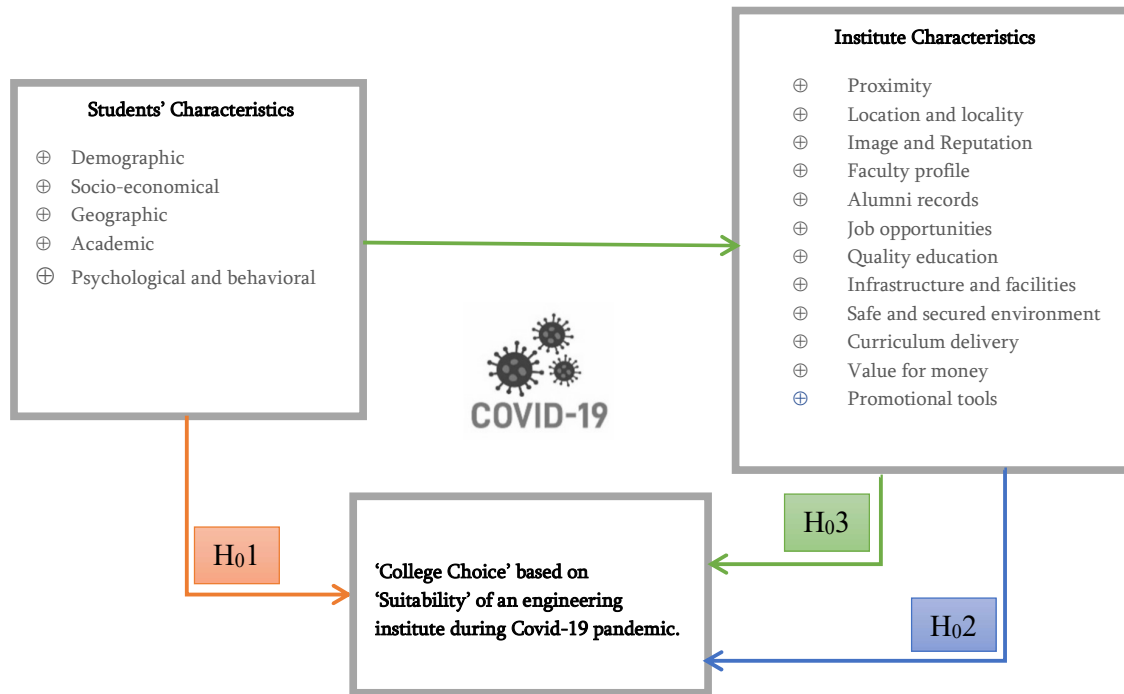 Students’ Characteristics
⊕ Demographic
⊕ Socio-economical
⊕ Geographic
⊕ Academic
⊕ Psychological and behavioral
Institute Characteristics
⊕ Proximity
⊕ Location and locality
⊕ Image and Reputation
⊕ Faculty profile
⊕ Alumni records
⊕ Job opportunities
⊕ Quality education
⊕ Infrastructure and facilities
⊕ Safe and secured environment
⊕ Curriculum delivery
⊕ Value for money
⊕ Promotional tools
COVID-19
H₀1
H₀3
H₀2
‘College Choice’ based on
‘Suitability’ of an engineering
institute during Covid-19 pandemic.